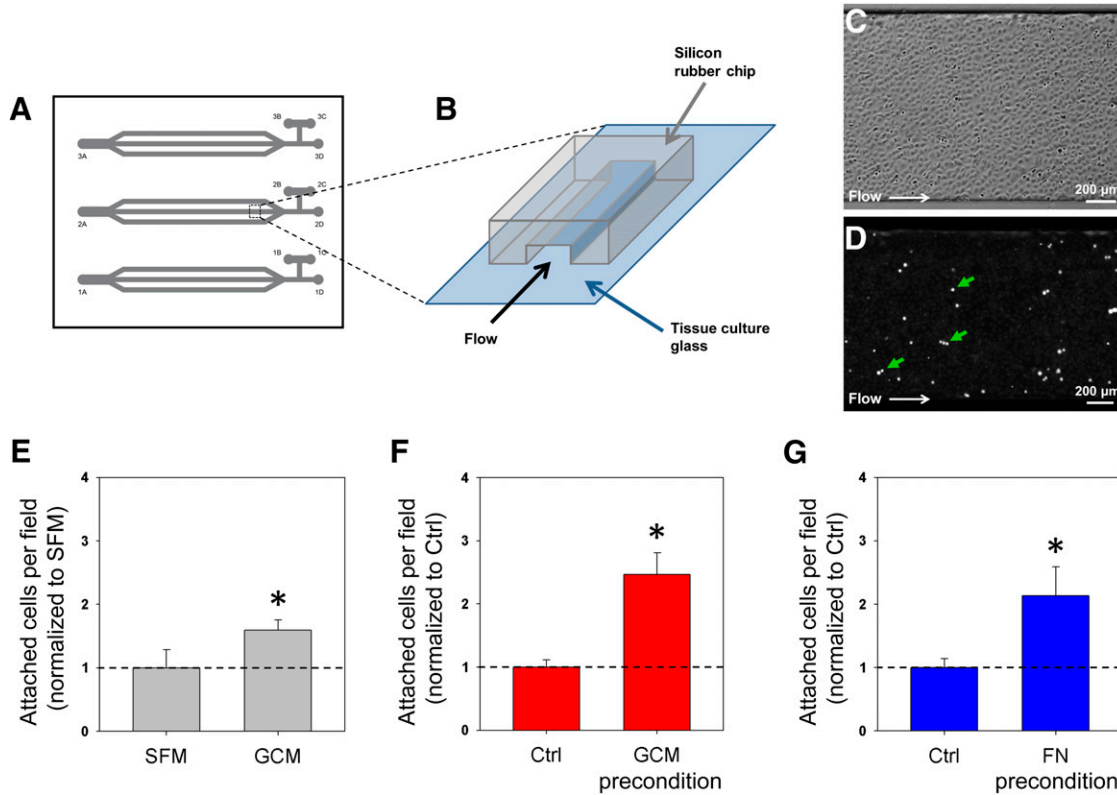 A
3B
3C
3A
3D
2B
2C
2A
2D
1B
1C
1A
1D
B
Silicon
rubber chip
Flow
Tissue culture
glass
C
Flow
200 µm
D
Flow
200 µm
E
Attached cells per field
(normalized to SFM)
4
3
2
1
0
*
SFM
GCM
F
Attached cells per field
(normalized to Ctrl)
4
3
2
1
0
*
Ctrl
GCM
precondition
G
Attached cells per field
(normalized to Ctrl)
4
3
2
1
0
*
Ctrl
FN
precondition